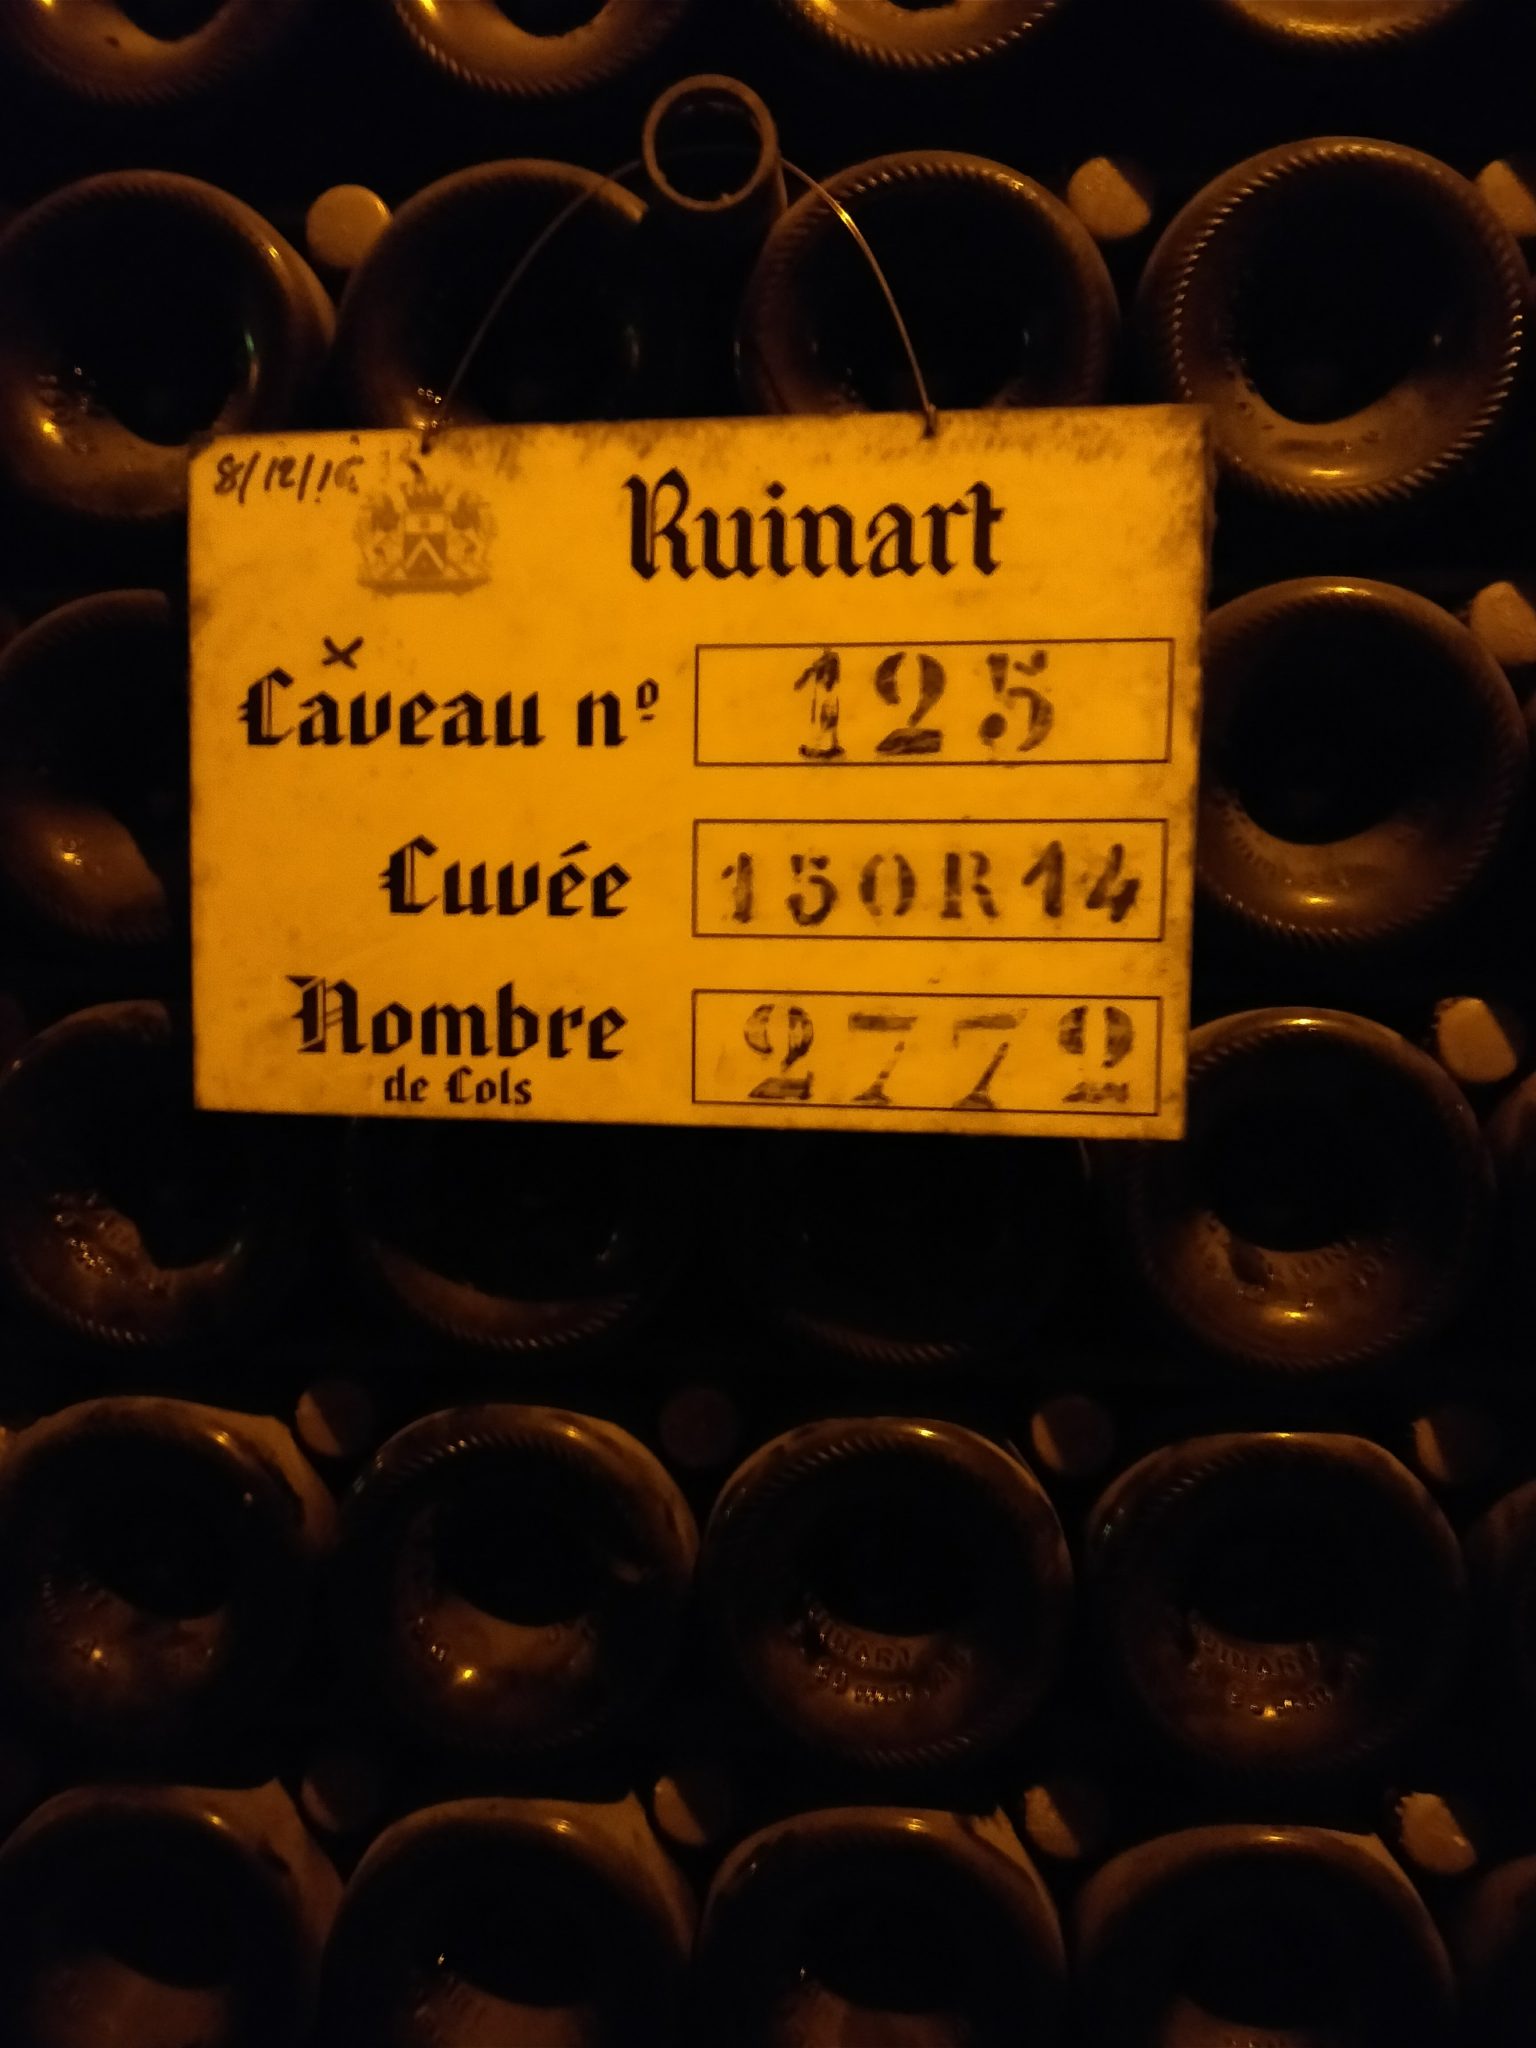 8/12/16
Ruinart
x
Caveau nº 125
Cuvée 150R14
Nombre 2772
de Cols